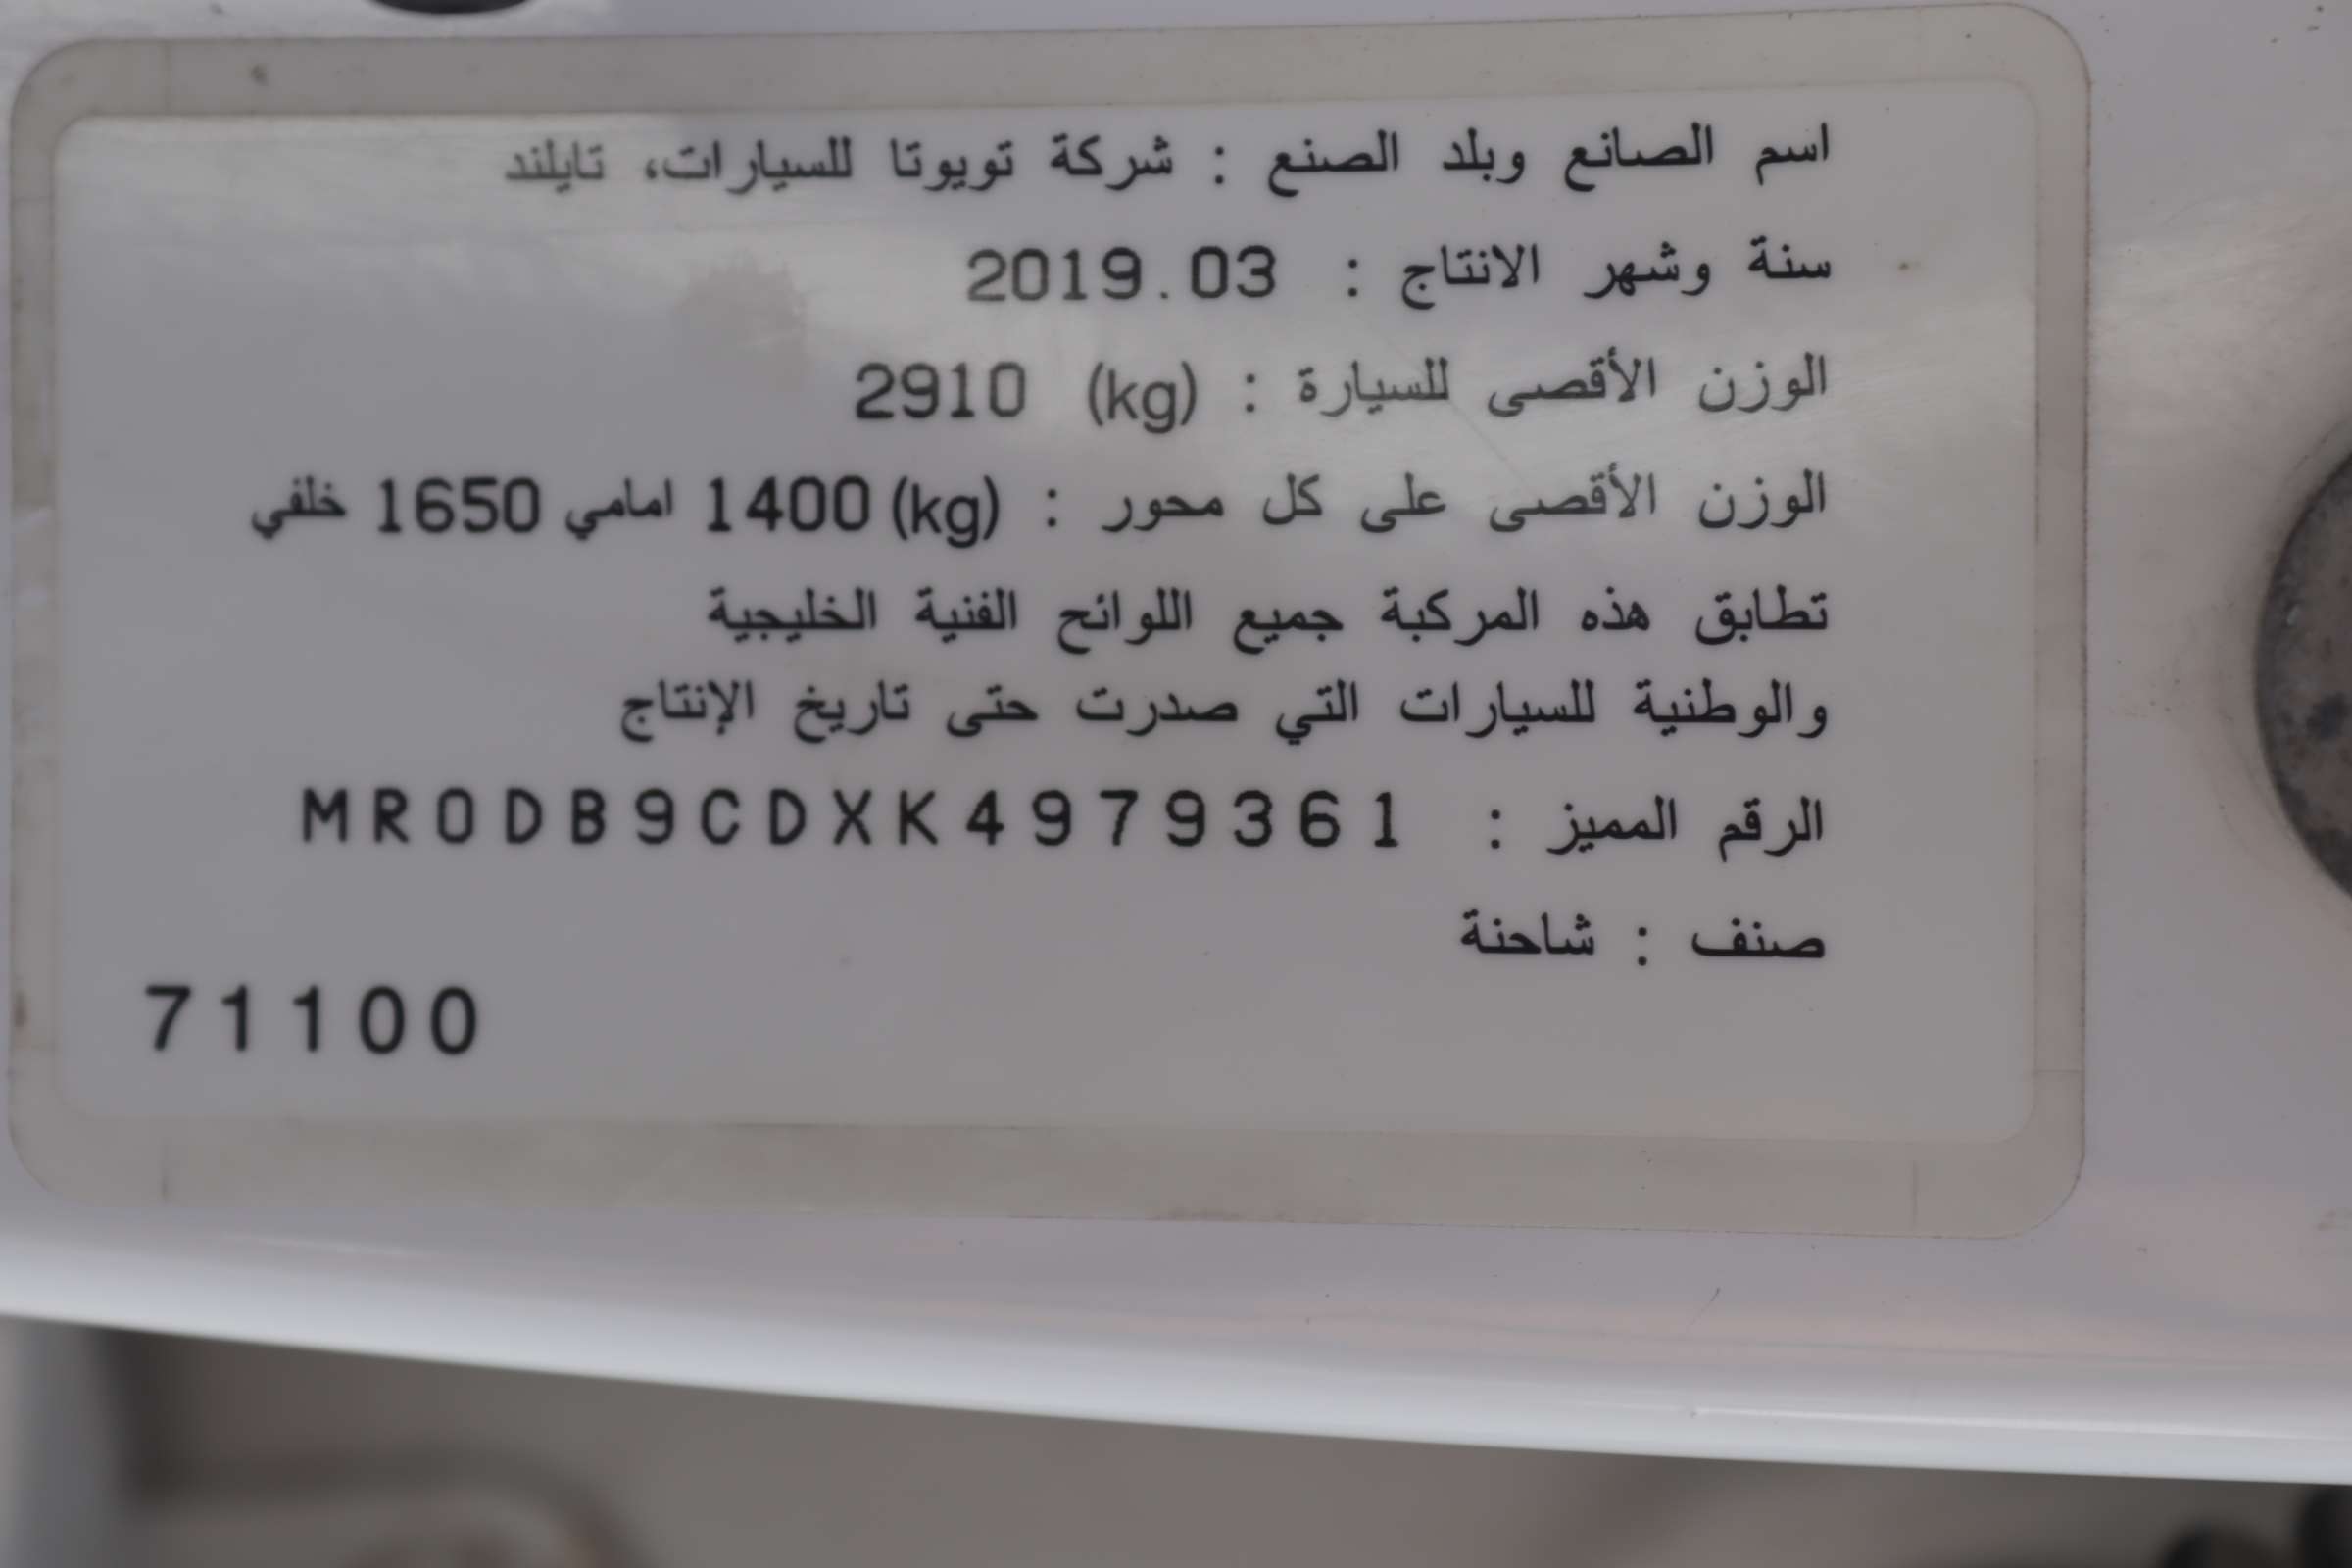 اسم الصانع وبلد الصنع : شركة تويوتا للسيارات، تايلند
سنة وشهر الانتاج : 2019.03
الوزن الأقصى للسيارة : (kg) 2910
الوزن الأقصى على كل محور : (kg) 1400 امامي 1650 خلفي
تطابق هذه المركبة جميع اللوائح الفنية الخليجية
والوطنية للسيارات التي صدرت حتى تاريخ الإنتاج
الرقم المميز : MR0DB9CDXK4979361
صنف : شاحنة
71100